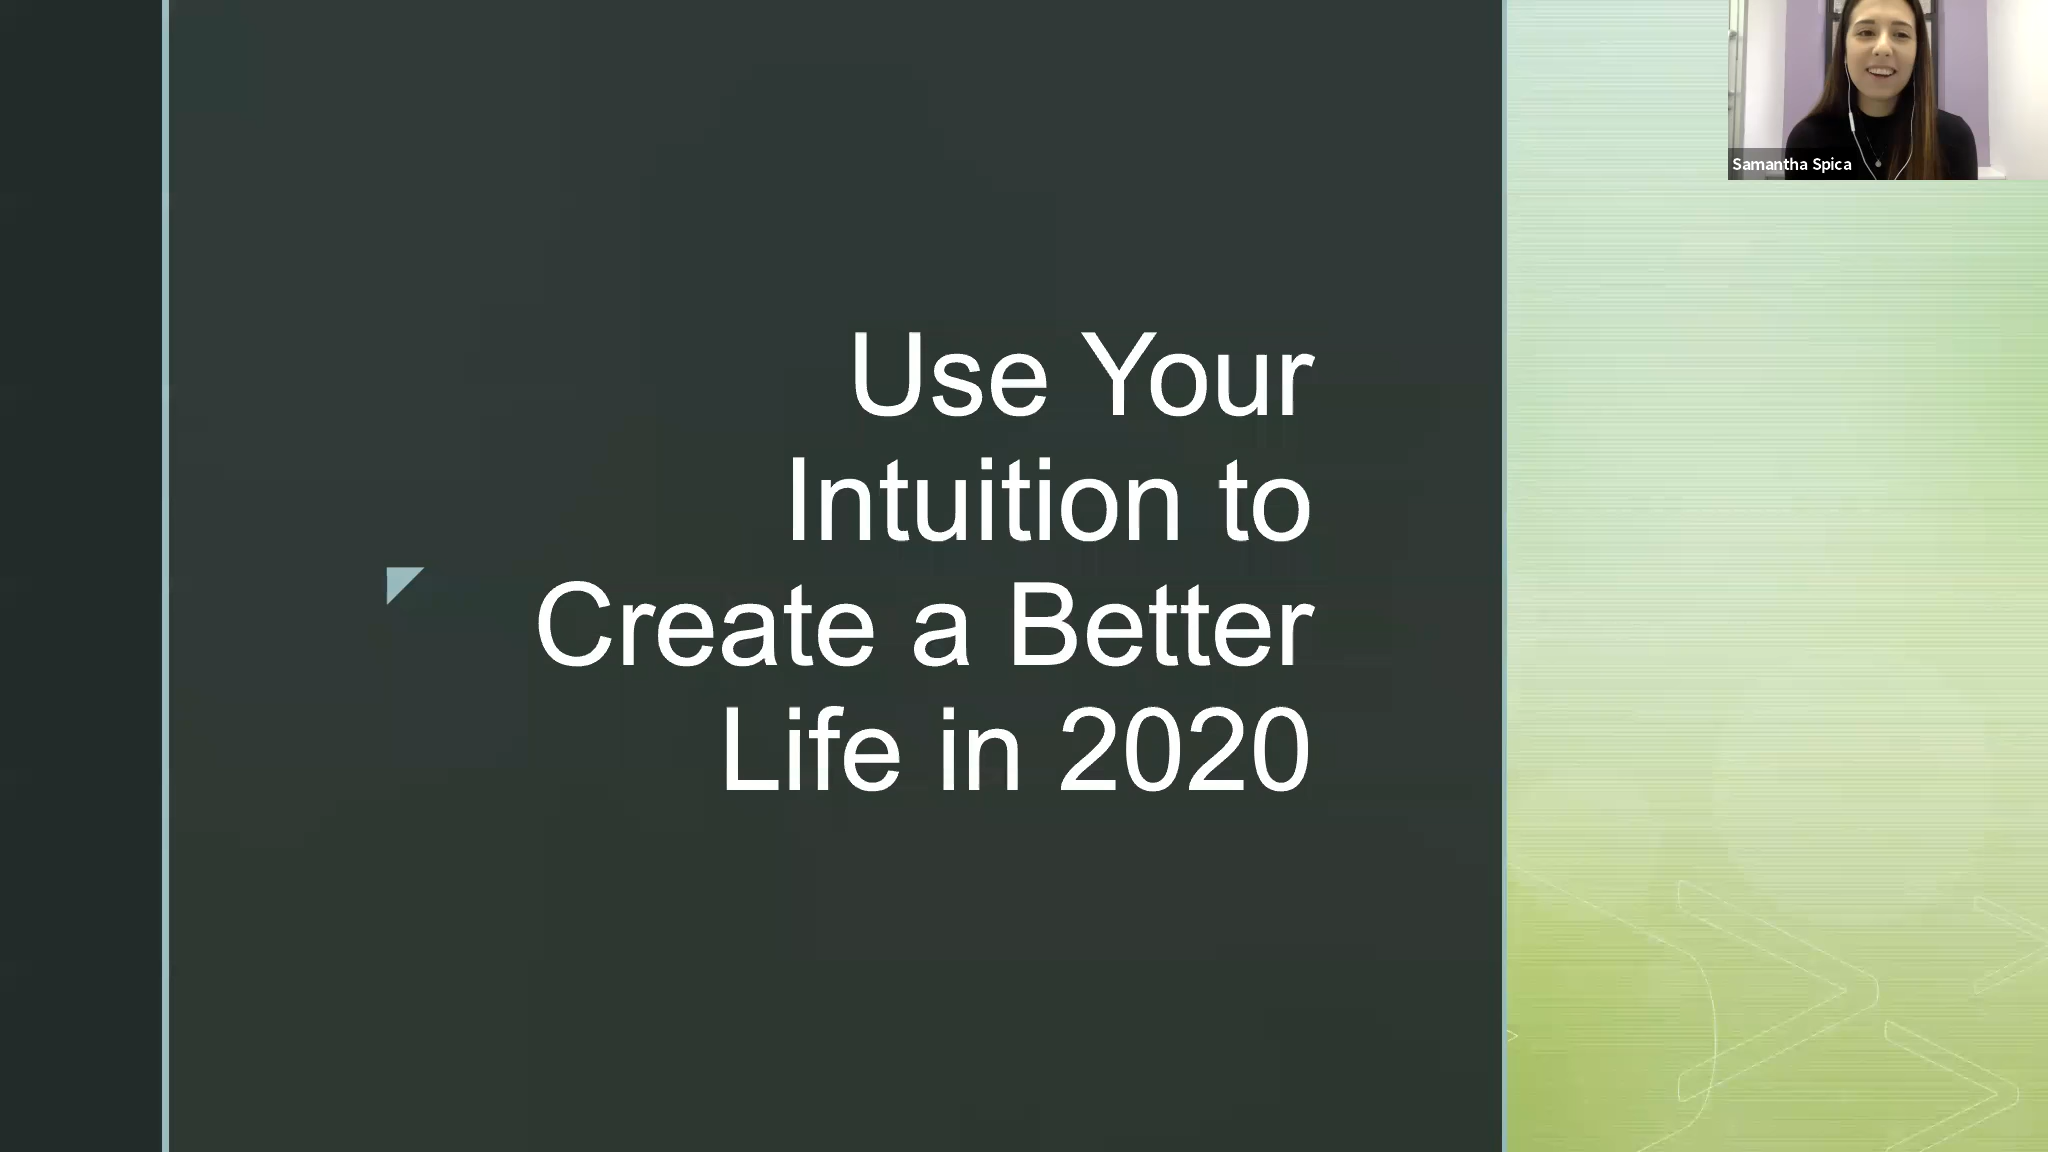 Samantha Spica
Use Your
Intuition to
Create a Better
Life in 2020